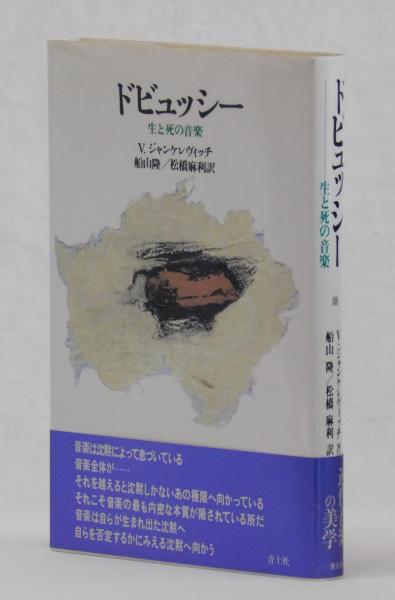 ドビュッシー
生と死の音楽
V.ジャンケレヴィッチ
船山隆／松橋麻利訳
音楽は沈黙によって息づいている
音楽全体が……
それを越えると沈黙しかないあの極限へ向かっている
それこそ音楽の最も内密な本質が隠されている所だ
音楽は自らが生まれ出た沈黙へ
自らを否定するかにみえる沈黙へ向かう
青土社
ドビュッシー
生と死の音楽
V.ジャンケレヴィッチ
船山 隆／松橋 麻利 訳
の美学
青土社